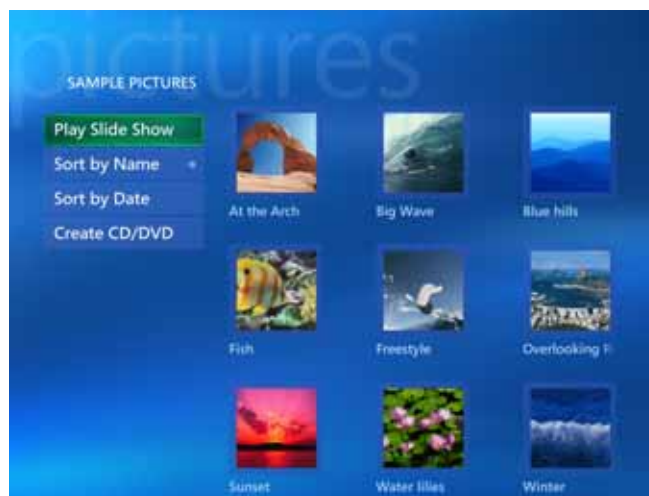 pictures
SAMPLE PICTURES
Play Slide Show
Sort by Name
Sort by Date
Create CD/DVD
At the Arch
Big Wave
Blue hills
Fish
Freestyle
Overlooking
Sunset
Water lilies
Winter